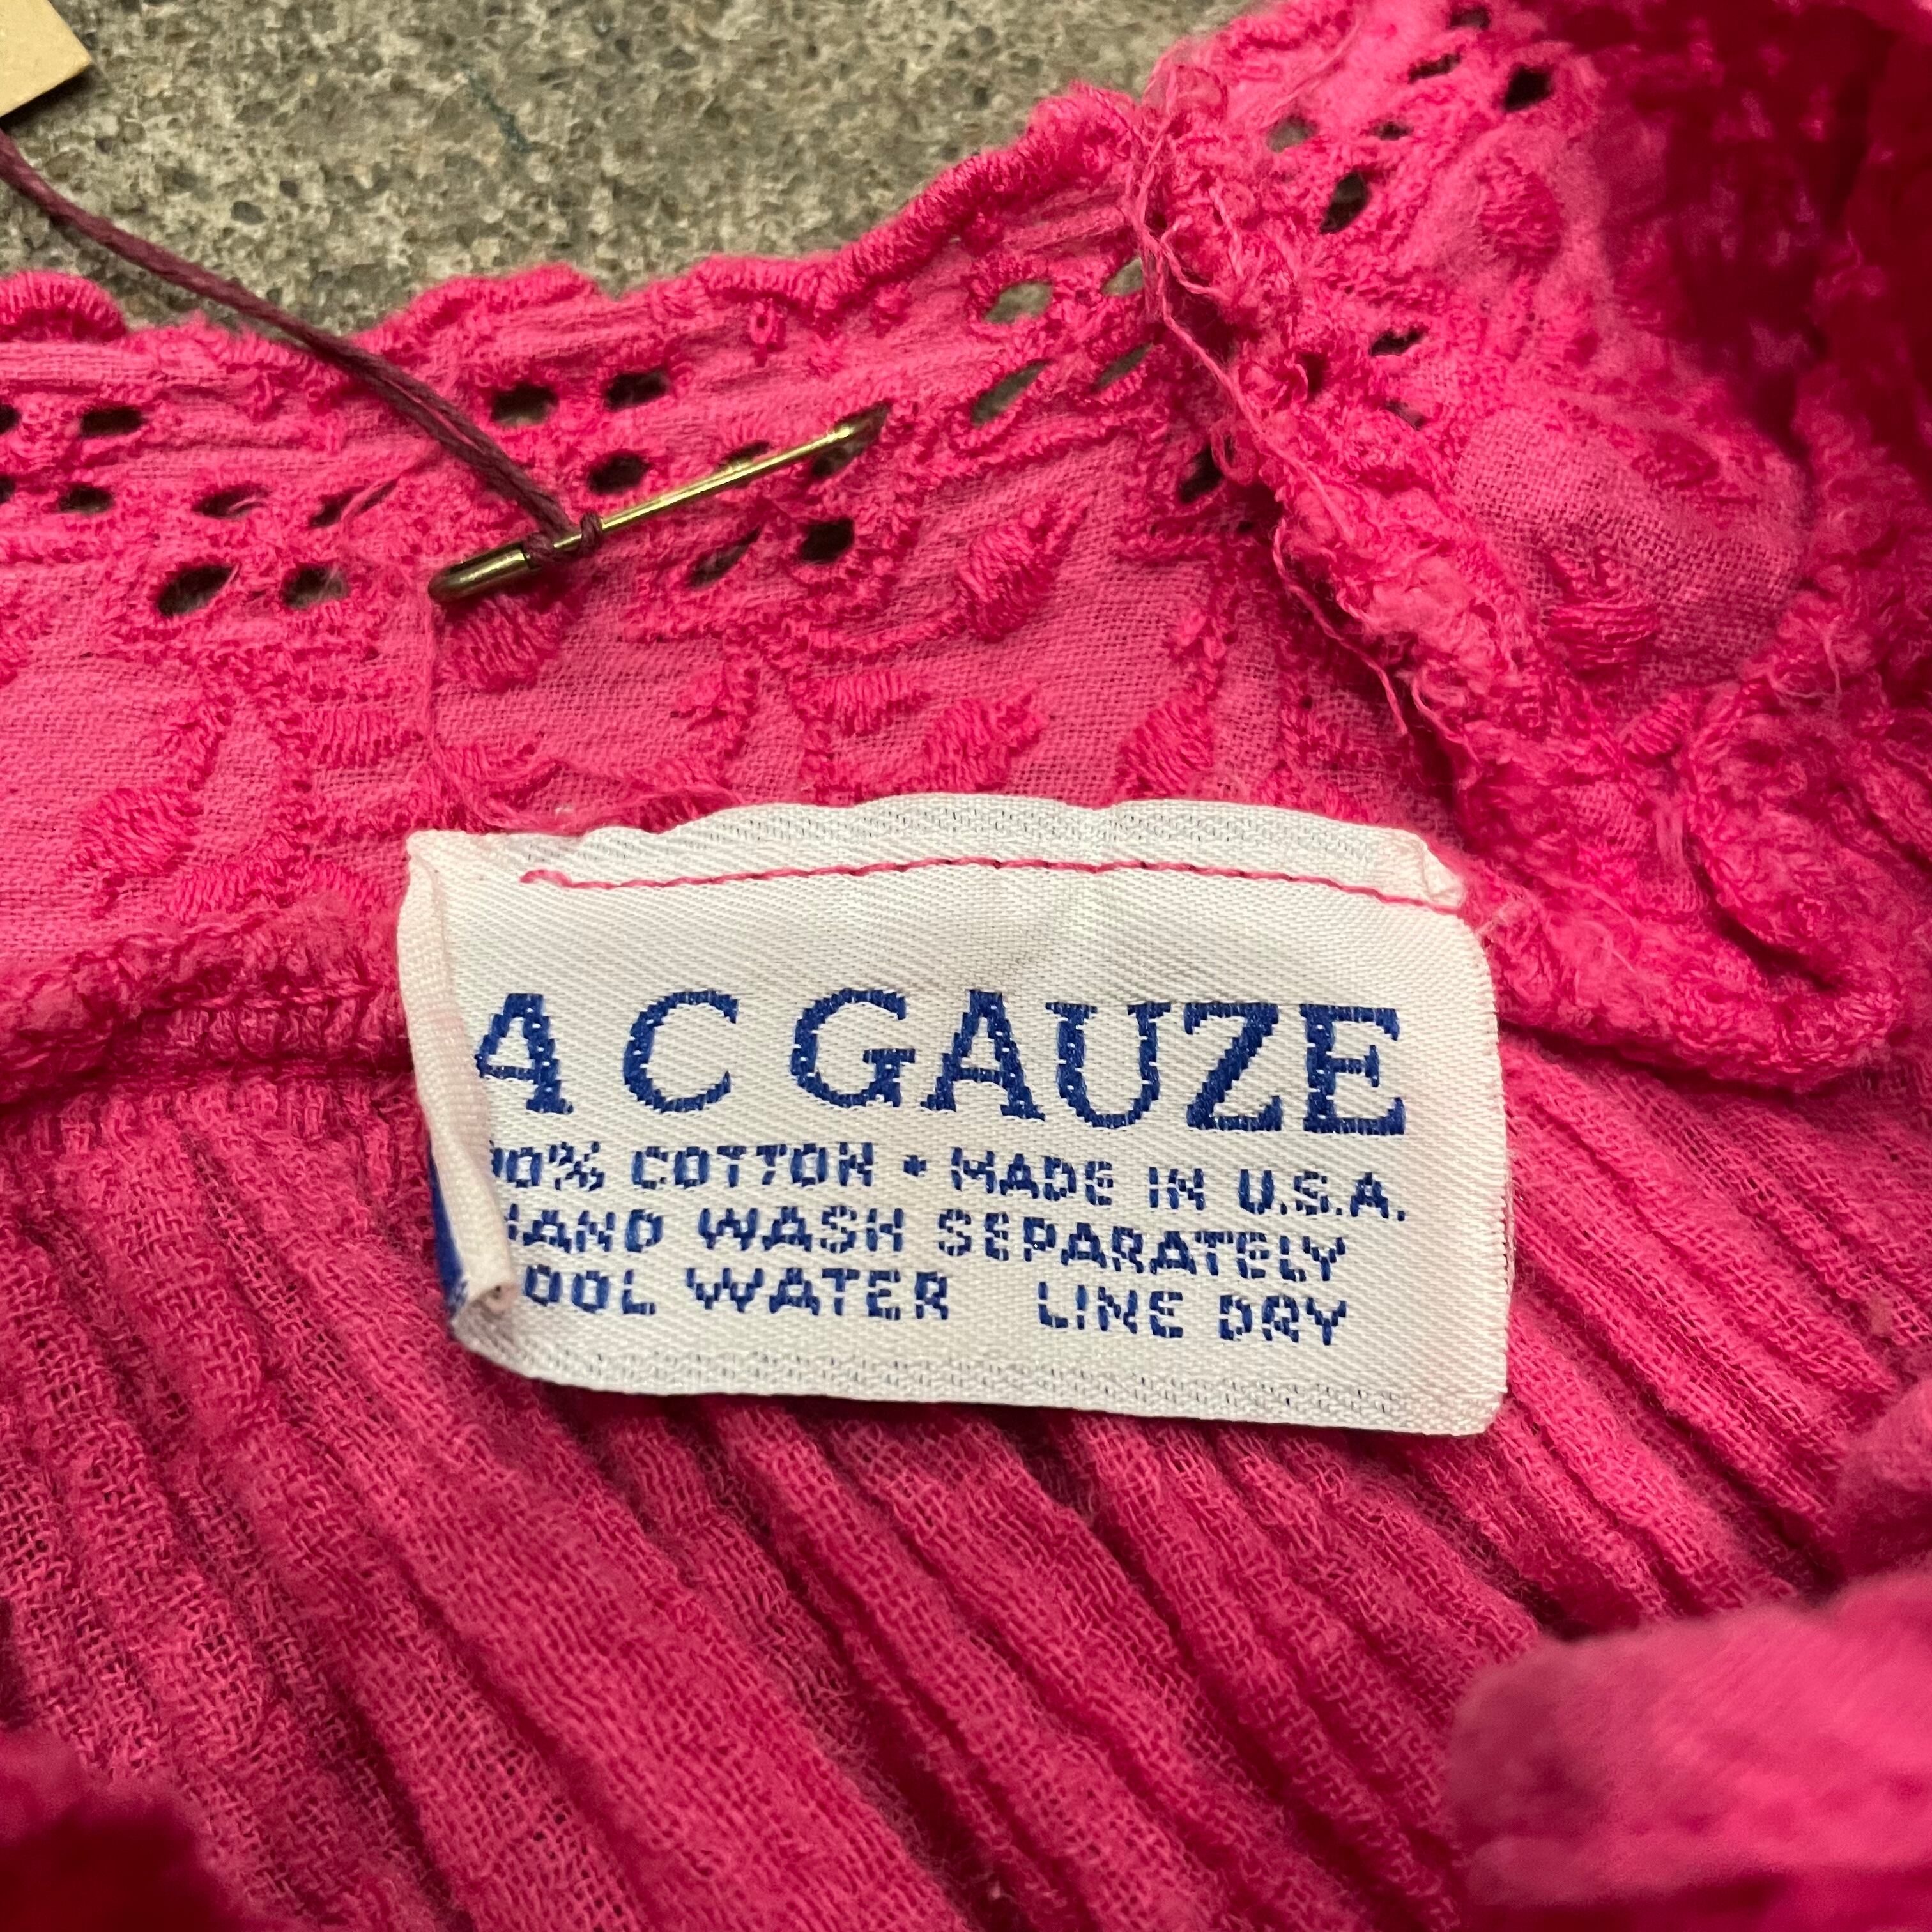 A C GAUZE
00% COTTON • MADE IN U.S.A.
HAND WASH SEPARATELY
OOL WATER LINE DRY